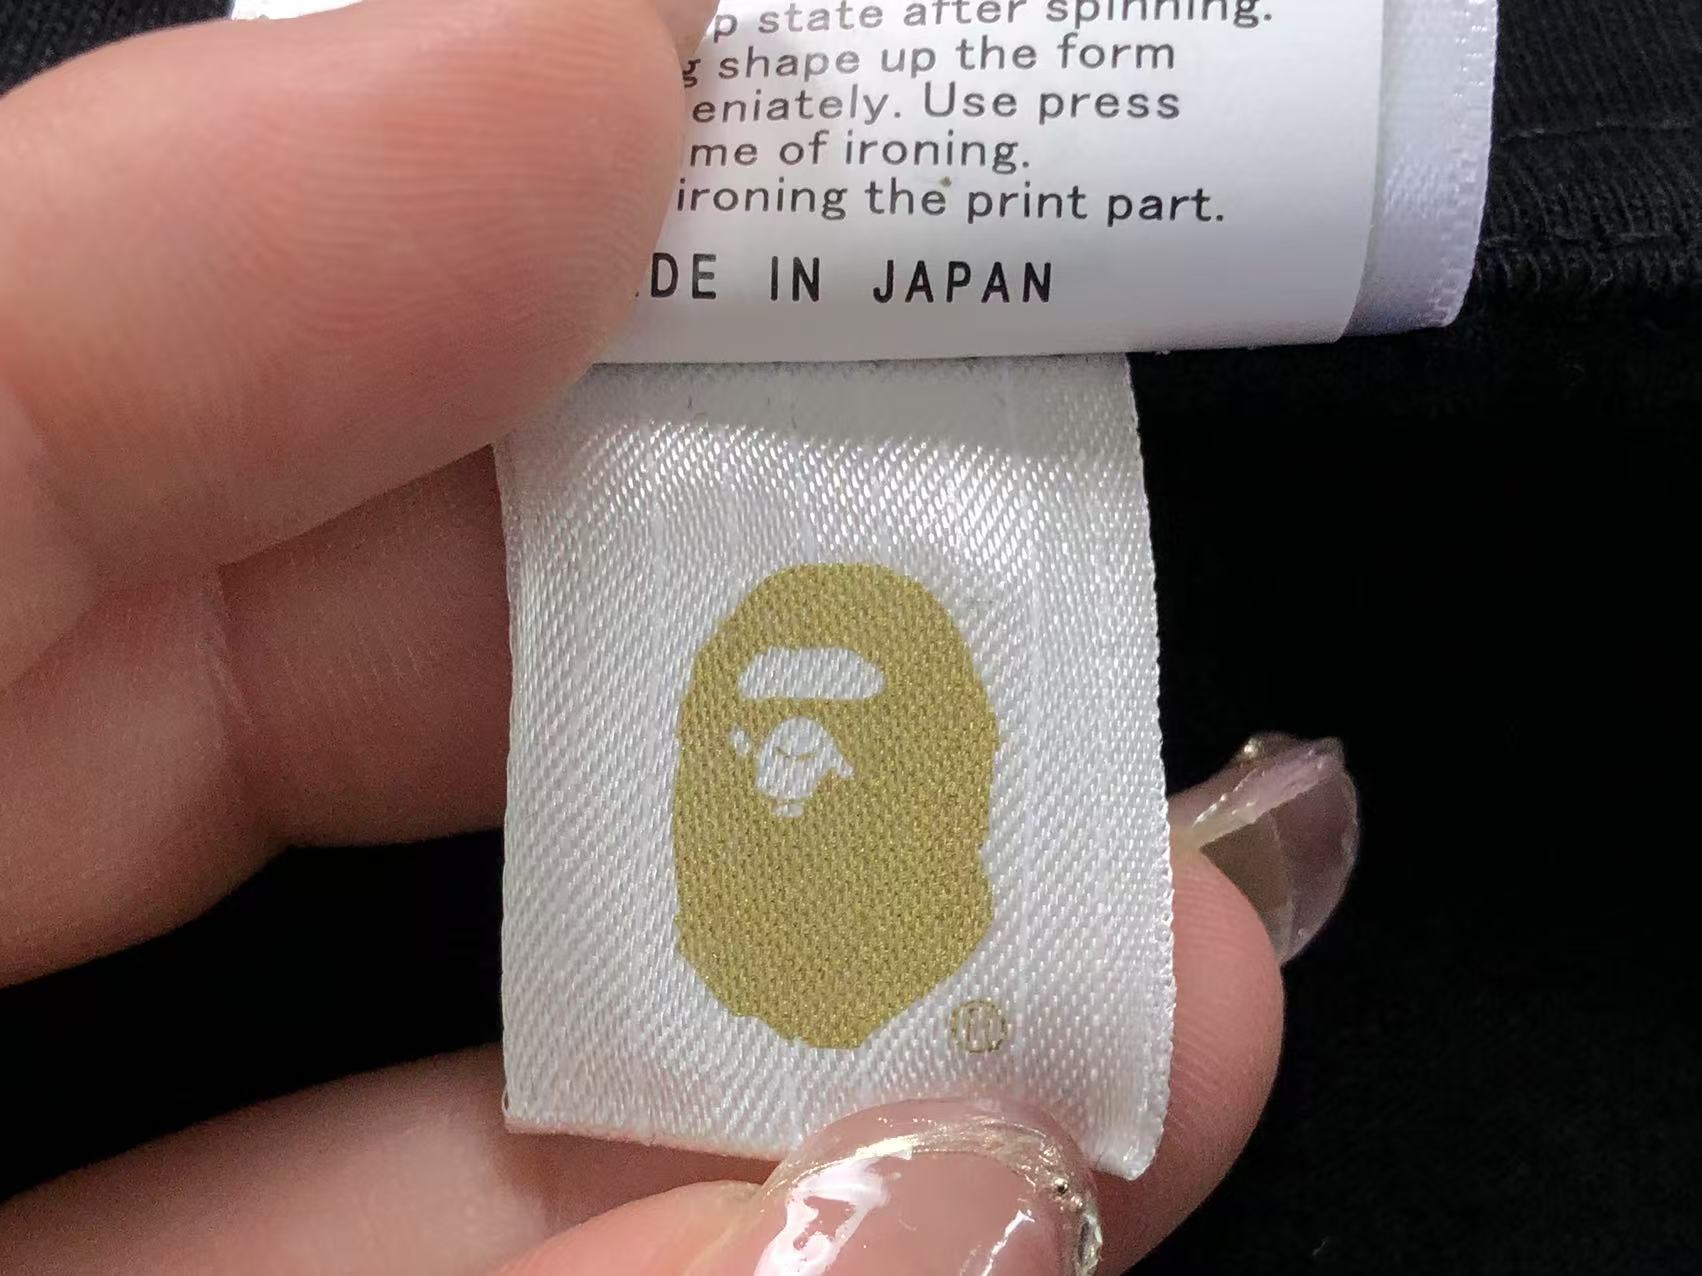 p state after spinning.
shape up the form
eniately. Use press
me of ironing.
ironing the print part.
DE IN JAPAN
®